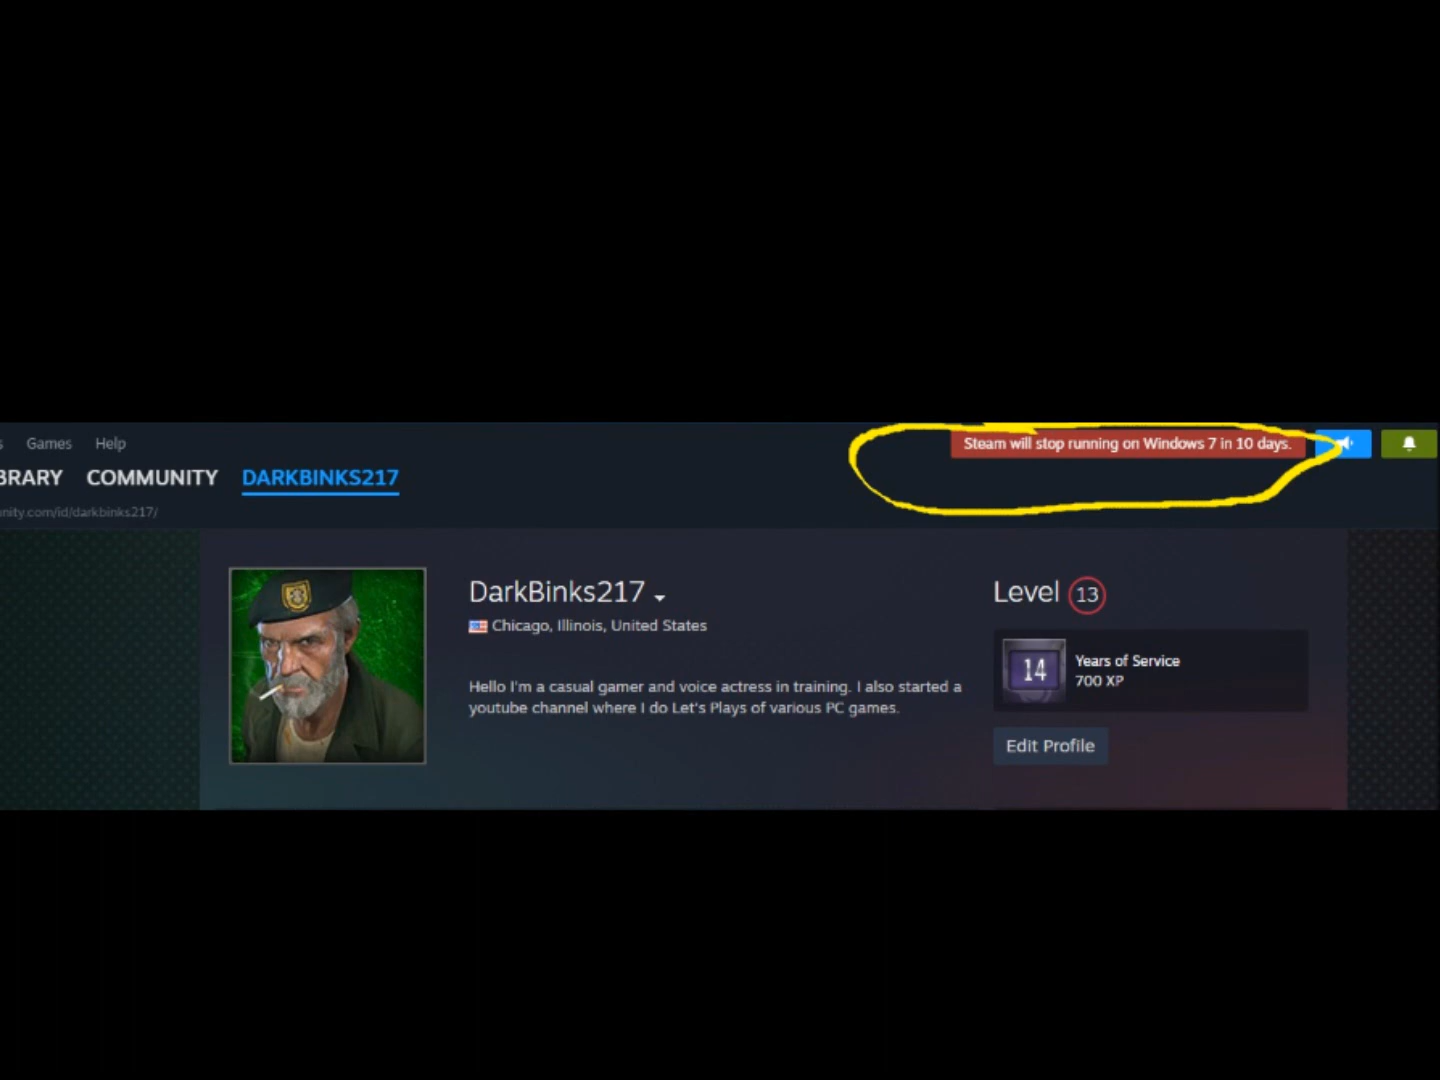 Games Help
Steam will stop running on Windows 7 in 10 days.
BRARY COMMUNITY DARKBINKS217
nity.com/id/darkbinks217/
DarkBinks217
Chicago, Illinois, United States
Hello I'm a casual gamer and voice actress in training. I also started a
youtube channel where I do Let's Plays of various PC games.
Level 13
14
Years of Service
700 XP
Edit Profile